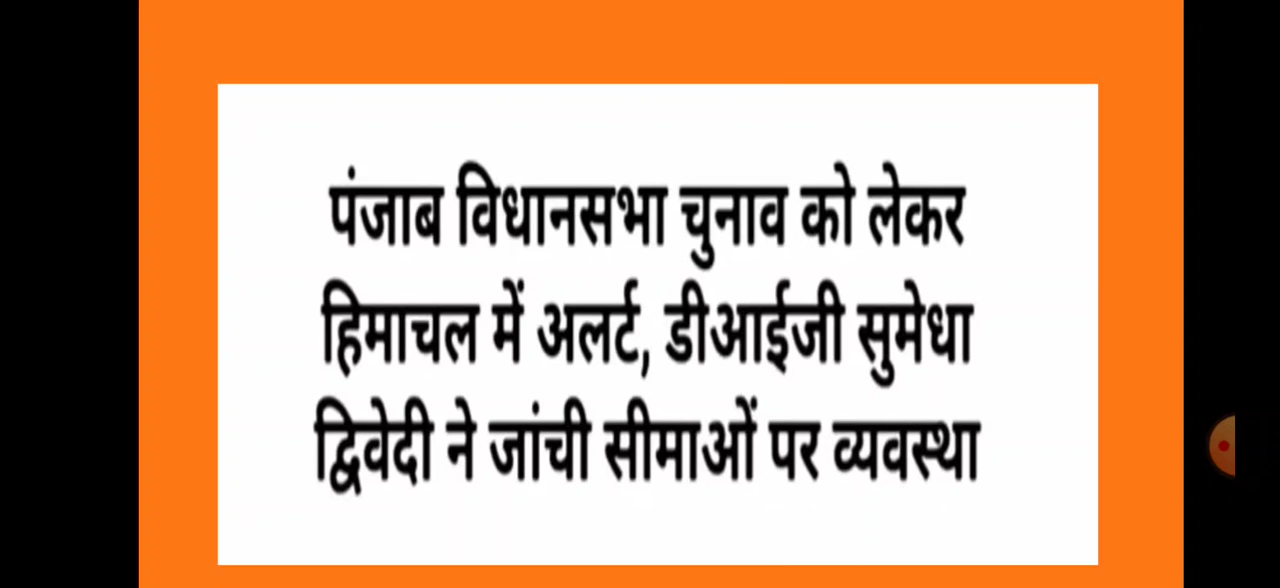 पंजाब विधानसभा चुनाव को लेकर
हिमाचल में अलर्ट, डीआईजी सुमेधा
द्विवेदी ने जांची सीमाओं पर व्यवस्था